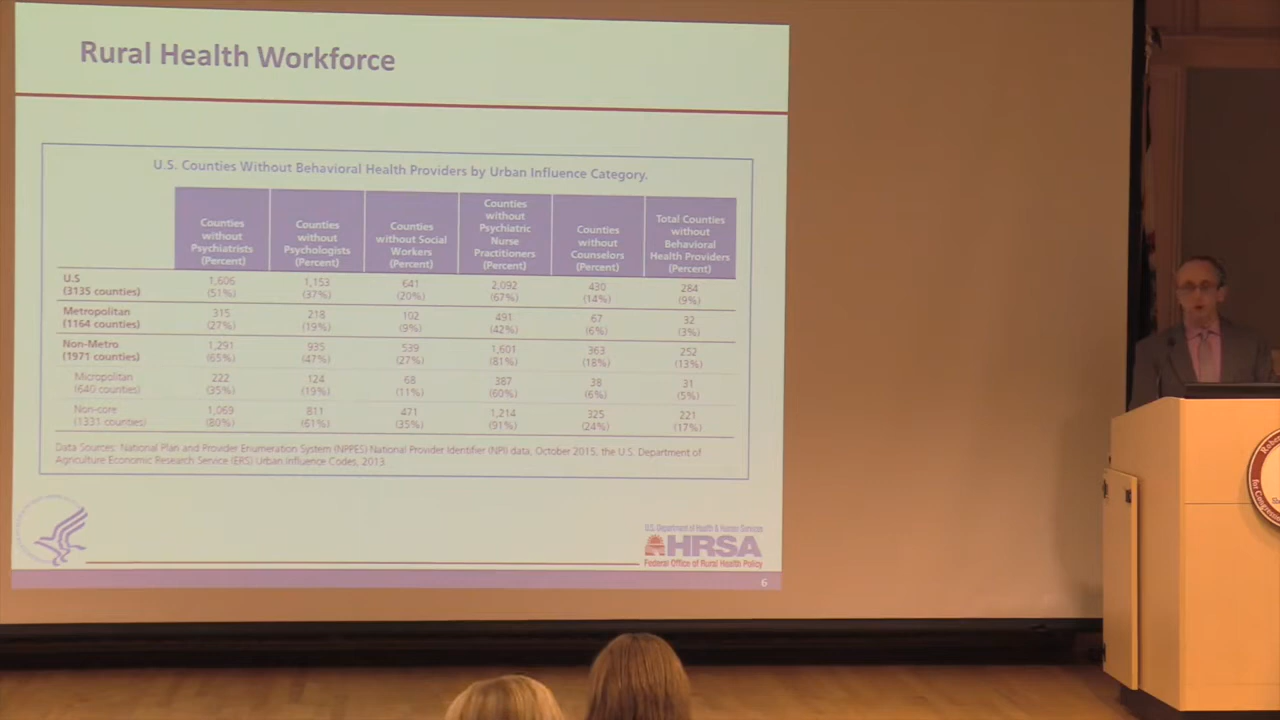 Rural Health Workforce
U.S. Counties Without Behavioral Health Providers by Urban Influence Category.
Counties without Psychiatrists (Percent)
Counties without Psychologists (Percent)
Counties without Social Workers (Percent)
Counties without Psychiatric Nurse Practitioners (Percent)
Counties without Counselors (Percent)
Total Counties without Behavioral Health Providers (Percent)
U.S 1,606 1,153 641 2,092 430 284
(3135 counties) (51%) (37%) (20%) (67%) (14%) (9%)
Metropolitan 315 218 102 491 67 32
(1164 counties) (27%) (19%) (9%) (42%) (6%) (3%)
Non-Metro 1,291 935 539 1,601 363 252
(1971 counties) (65%) (47%) (27%) (81%) (18%) (13%)
Micropolitan 222 124 68 387 38 31
(640 counties) (35%) (19%) (11%) (60%) (6%) (5%)
Non-core 1,069 811 471 1,214 325 221
(1331 counties) (80%) (61%) (35%) (91%) (24%) (17%)
Data Sources: National Plan and Provider Enumeration System (NPPES) National Provider Identifier (NPI) data, October 2015, the U.S. Department of
Agriculture Economic Research Service (ERS) Urban Influence Codes, 2013.
U.S. Department of Health & Human Services
HRSA
Federal Office of Rural Health Policy
6